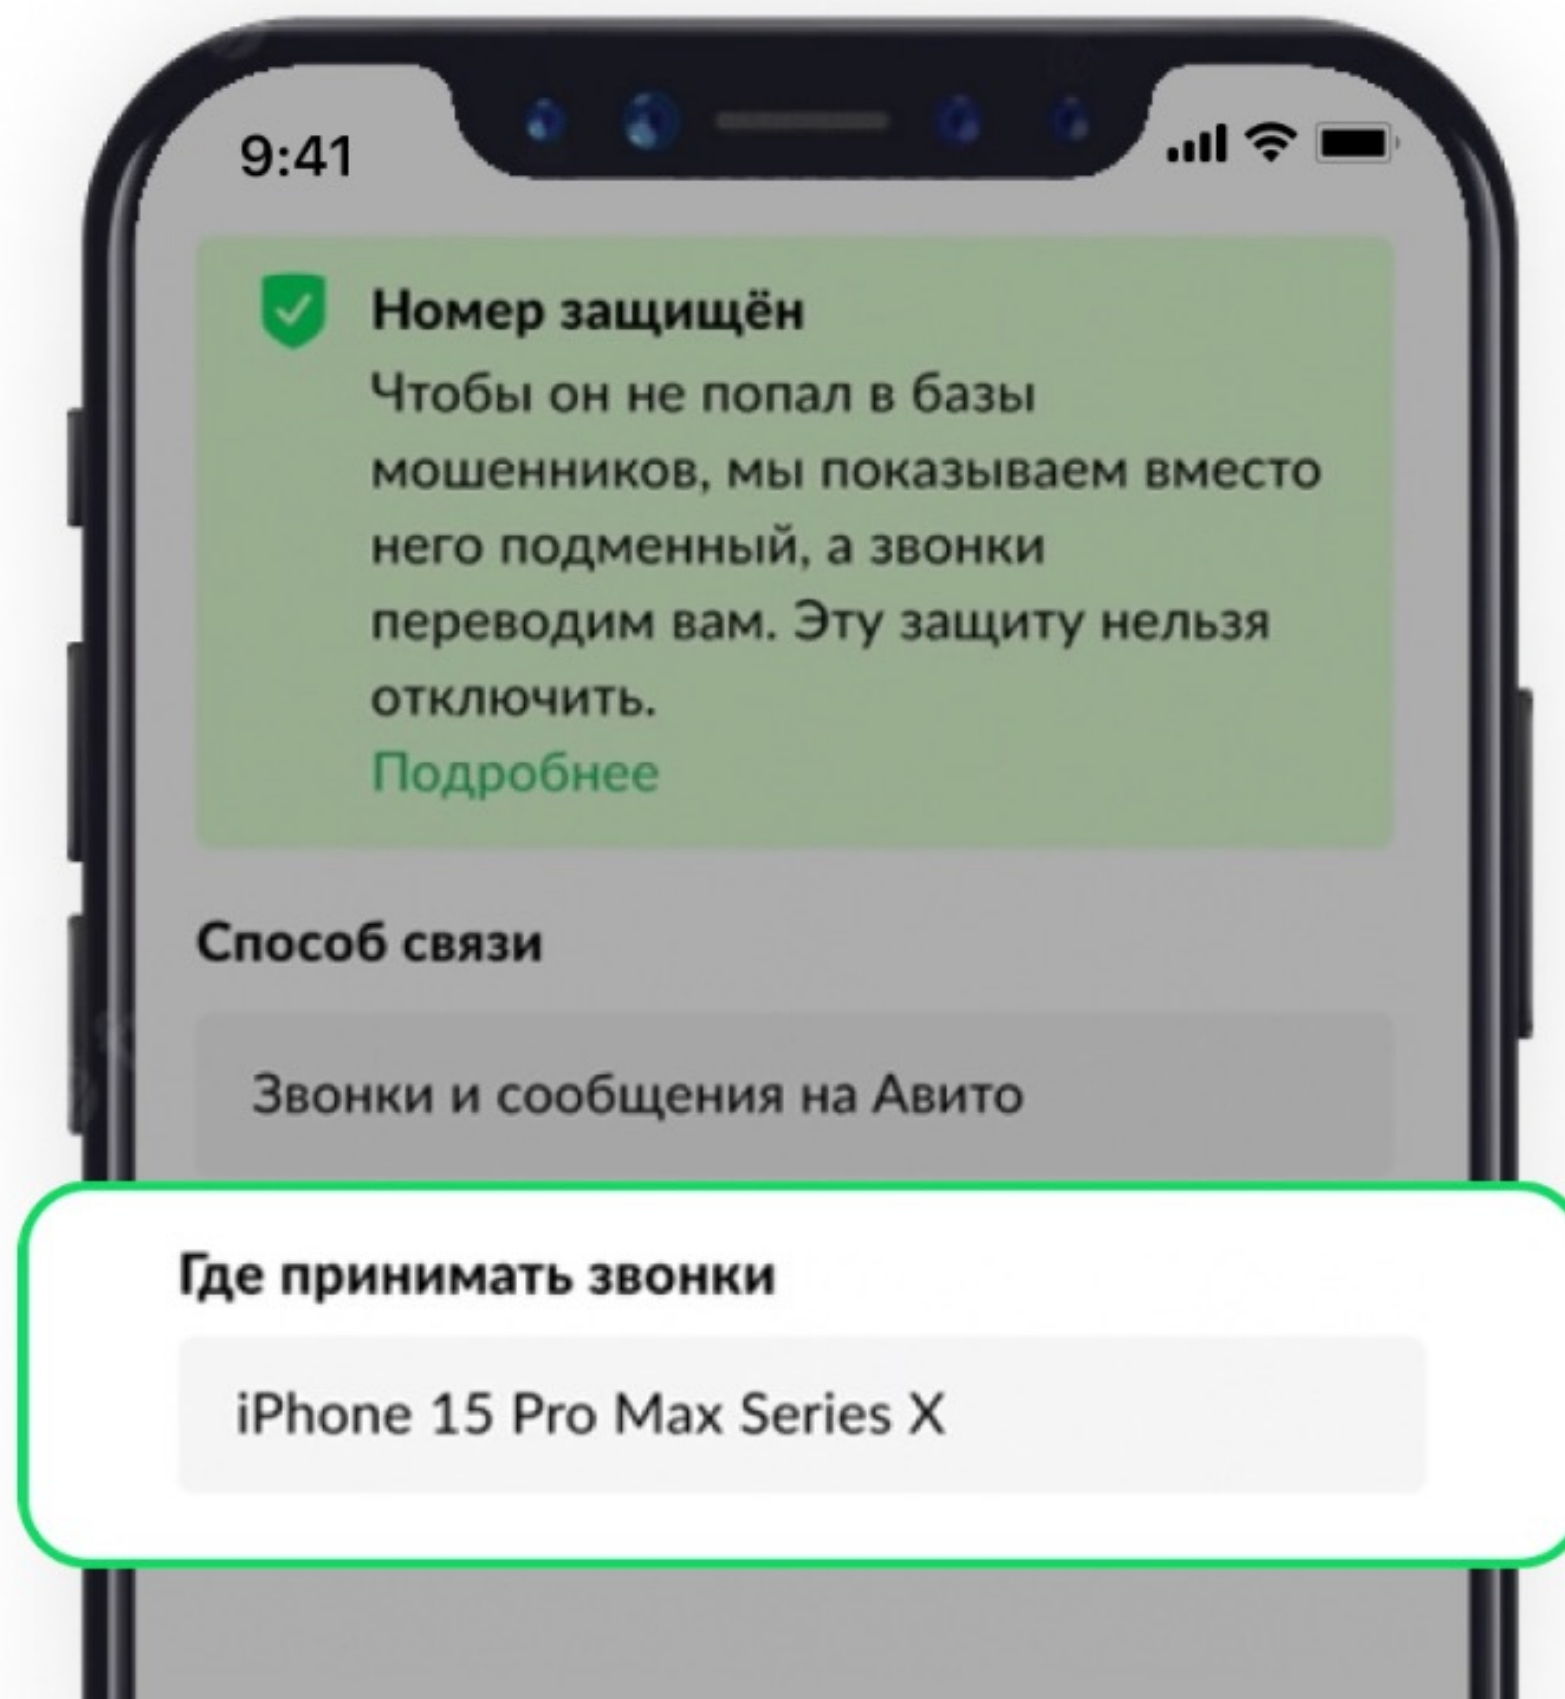 9:41
Номер защищён
Чтобы он не попал в базы
мошенников, мы показываем вместо
него подменный, а звонки
переводим вам. Эту защиту нельзя
отключить.
Подробнее
Способ связи
Звонки и сообщения на Авито
Где принимать звонки
iPhone 15 Pro Max Series X